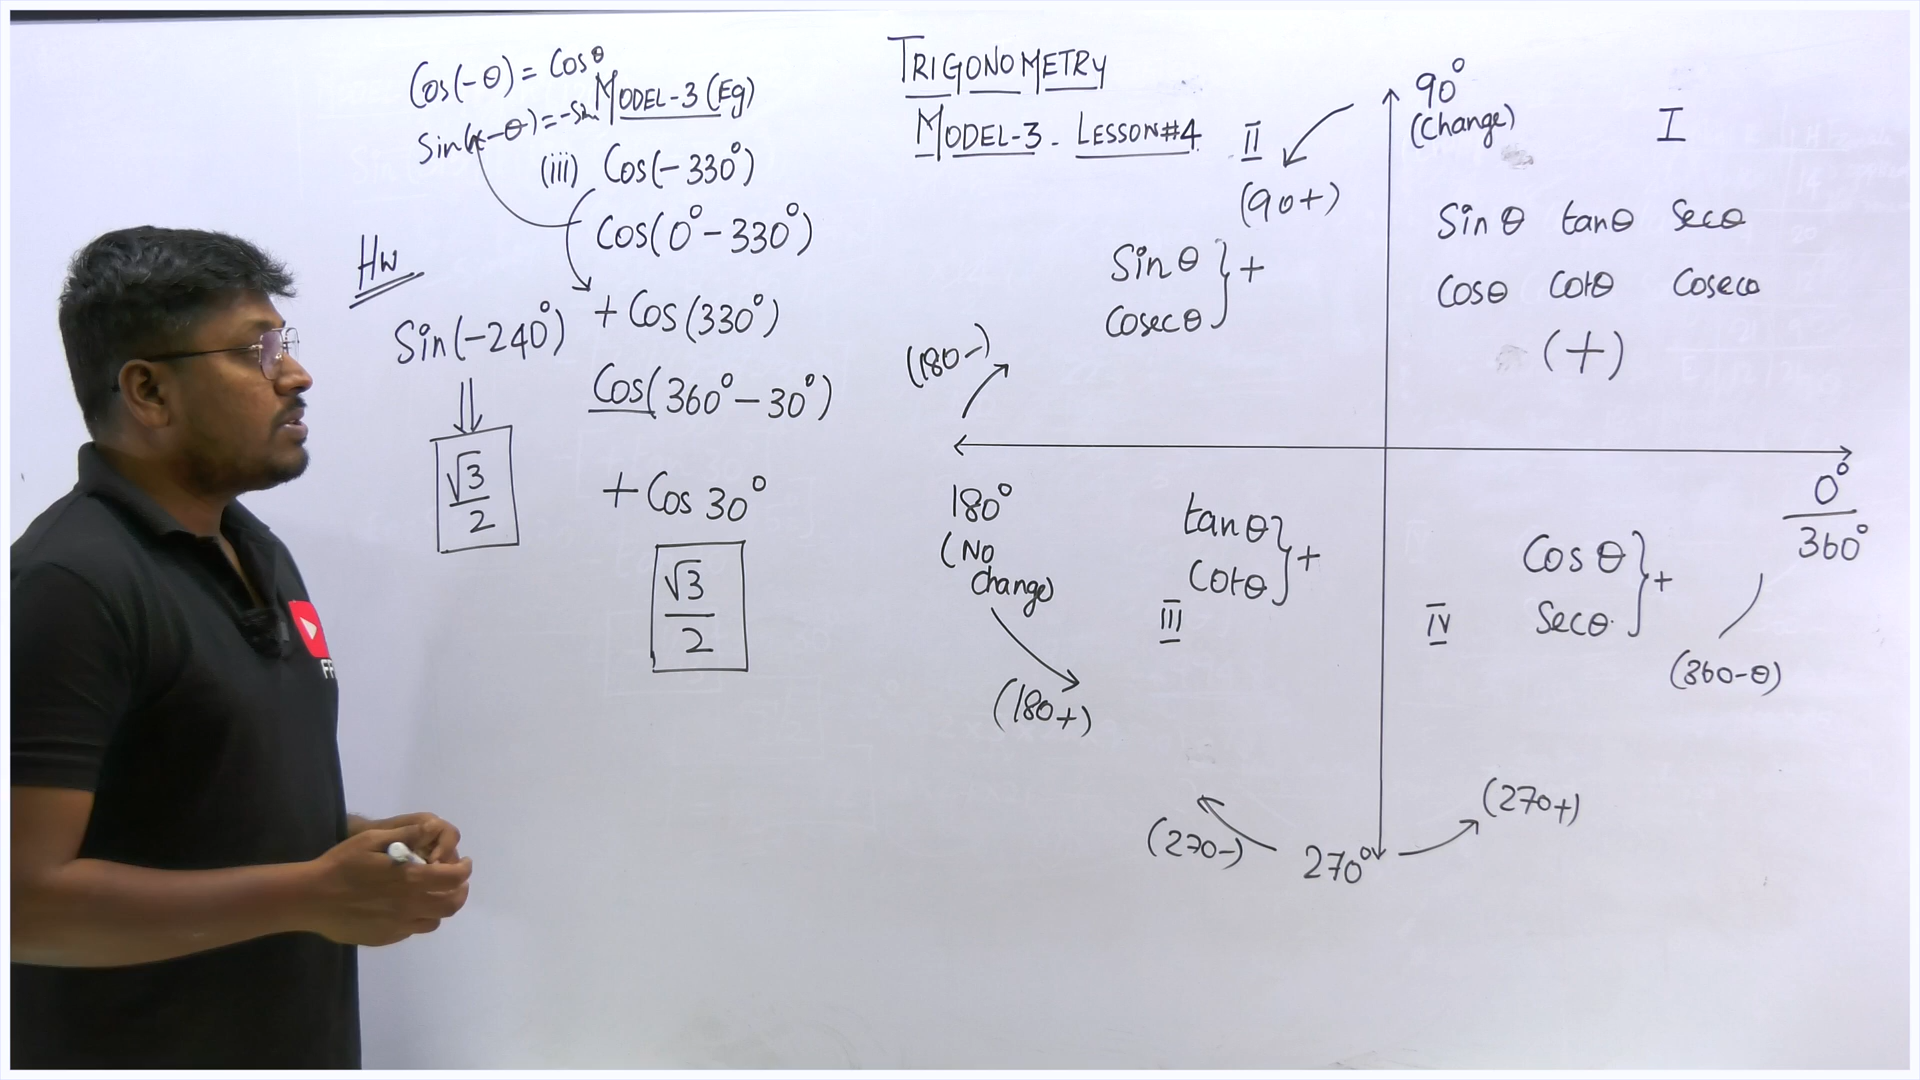 Cos(-θ) = Cosθ
Sin( -θ) = -Sin
MODEL-3 (Eg)
(iii) Cos(-330°)
Cos(0° - 330°)
+ Cos(330°)
Cos(360° - 30°)
+ Cos 30°
√3/2
HW
Sin(-240°)
√3/2
TRIGONOMETRY
MODEL-3 - LESSON#4
II
(90+)
90°
(Change)
I
Sinθ tanθ Secθ
Cosθ Cotθ Cosecθ
(+)
Sinθ
Cosecθ } +
(180-)
180°
(No
Change)
(180+)
tanθ
Cotθ } +
III
0°
360°
Cosθ
Secθ } +
IV
(360-θ)
(270-)
270°
(270+)